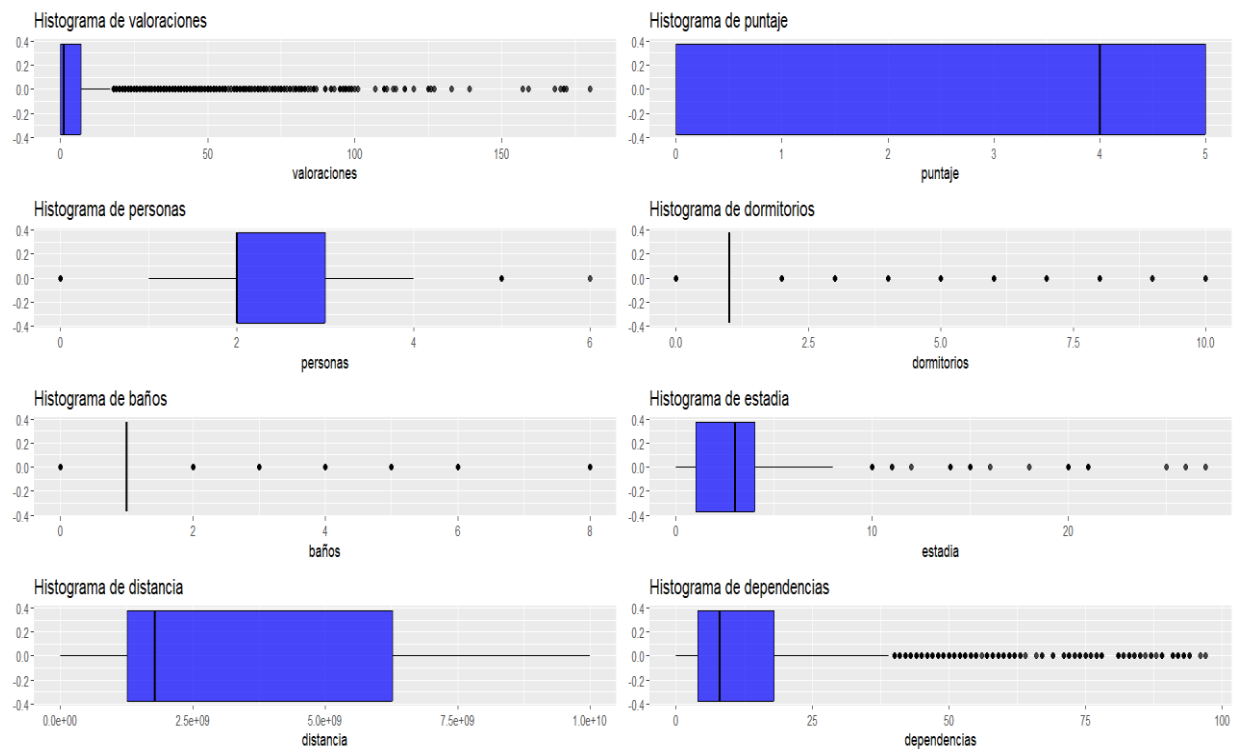 Histograma de valoraciones
0.4
0.2
0.0
-0.2
-0.4
0 50 100 150
valoraciones
Histograma de puntaje
0.4
0.2
0.0
-0.2
-0.4
0 1 2 3 4 5
puntaje
Histograma de personas
0.4
0.2
0.0
-0.2
-0.4
0 2 4 6
personas
Histograma de dormitorios
0.4
0.2
0.0
-0.2
-0.4
0.0 2.5 5.0 7.5 10.0
dormitorios
Histograma de baños
0.4
0.2
0.0
-0.2
-0.4
0 2 4 6 8
baños
Histograma de estadia
0.4
0.2
0.0
-0.2
-0.4
0 10 20
estadia
Histograma de distancia
0.4
0.2
0.0
-0.2
-0.4
0.0e+00 2.5e+09 5.0e+09 7.5e+09 1.0e+10
distancia
Histograma de dependencias
0.4
0.2
0.0
-0.2
-0.4
0 25 50 75 100
dependencias